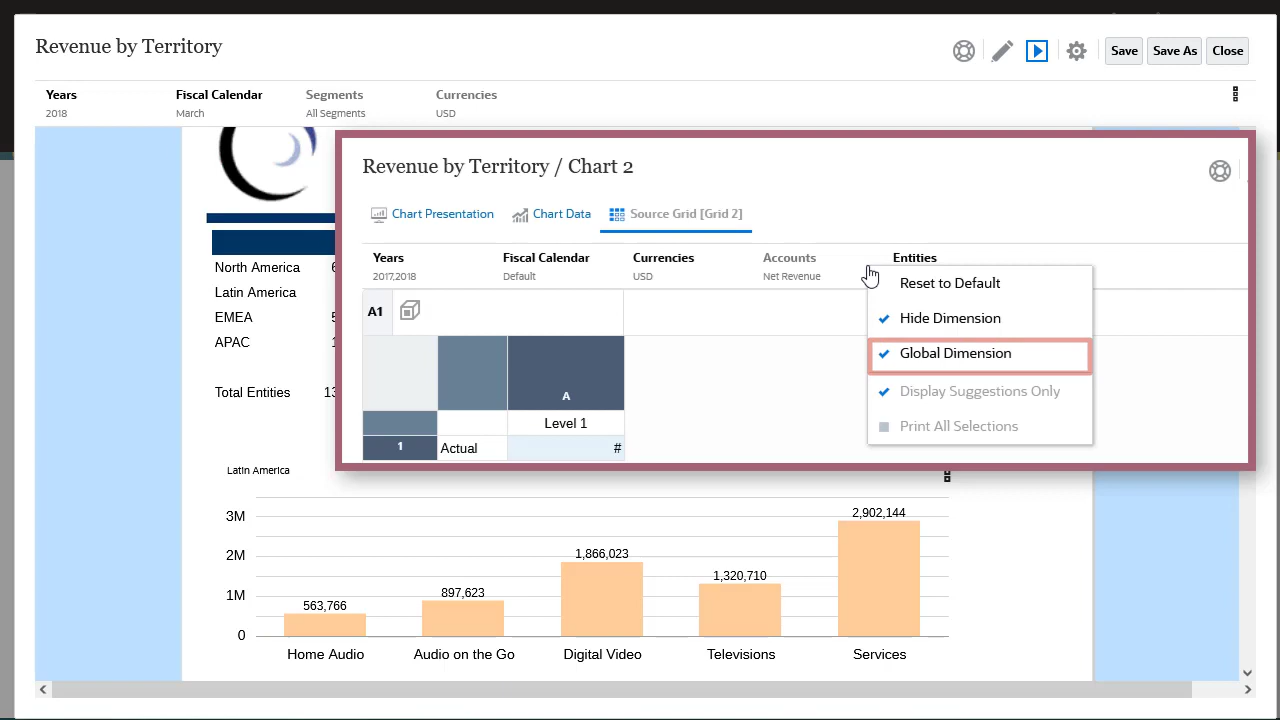 Revenue by Territory
Save Save As Close
Years Fiscal Calendar Segments Currencies
2018 March All Segments USD
Revenue by Territory / Chart 2
Chart Presentation Chart Data Source Grid [Grid 2]
Years Fiscal Calendar Currencies Accounts Entities
2017,2018 Default USD Net Revenue
Reset to Default
Hide Dimension
Global Dimension
Display Suggestions Only
Print All Selections
A1
A
Level 1
1 Actual #
North America 6
Latin America
EMEA 5
APAC 1
Total Entities 13
Latin America
3M
2M
1M
0
563,766
897,623
1,866,023
1,320,710
2,902,144
Home Audio Audio on the Go Digital Video Televisions Services